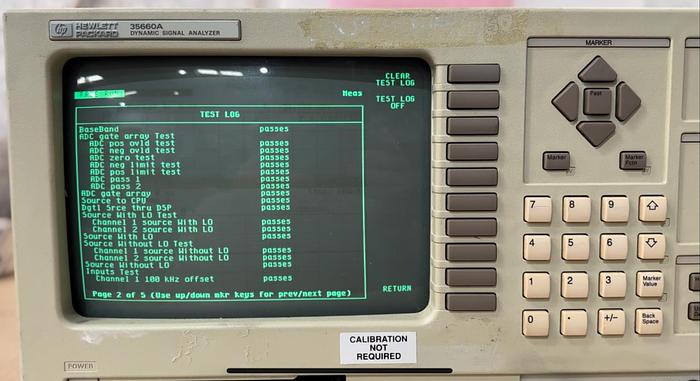 hp HEWLETT PACKARD 35660A DYNAMIC SIGNAL ANALYZER
CLEAR TEST LOG
Meas
TEST LOG OFF
TEST LOG
BaseBand passes
ADC gate array Test
ADC pos ovld test passes
ADC neg ovld test passes
ADC zero test passes
ADC neg limit test passes
ADC pos limit test passes
ADC pass 1 passes
ADC pass 2 passes
ADC gate array passes
Source to CPU passes
Dgtl Srce thru DSP passes
Source With LO Test
Channel 1 source With LO passes
Channel 2 source With LO passes
Source With LO passes
Source Without LO Test
Channel 1 source Without LO passes
Channel 2 source Without LO passes
Source Without LO passes
Inputs Test
Channel 1 100 kHz offset passes
Page 2 of 5 (Use up/down mkr keys for prev/next page)
RETURN
MARKER
Fast
Marker
Marker Fctn
7 8 9
4 5 6
1 2 3 Marker Value
0 . +/- Back Space
CALIBRATION
NOT
REQUIRED
POWER